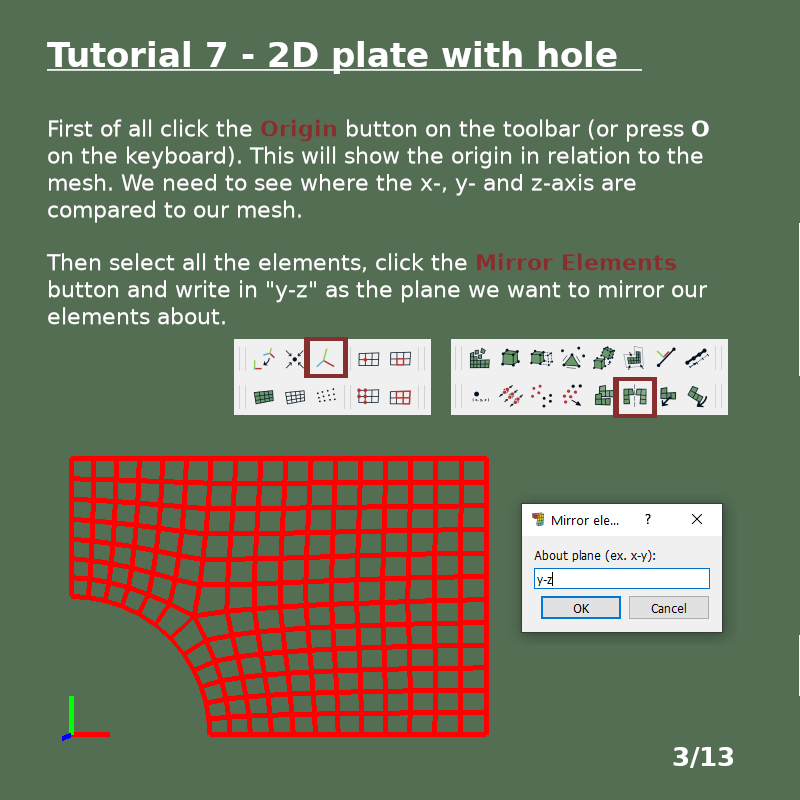 Tutorial 7 - 2D plate with hole
First of all click the Origin button on the toolbar (or press O
on the keyboard). This will show the origin in relation to the
mesh. We need to see where the x-, y- and z-axis are
compared to our mesh.
Then select all the elements, click the Mirror Elements
button and write in "y-z" as the plane we want to mirror our
elements about.
Mirror ele... ?
About plane (ex. x-y):
y-z
OK Cancel
3/13